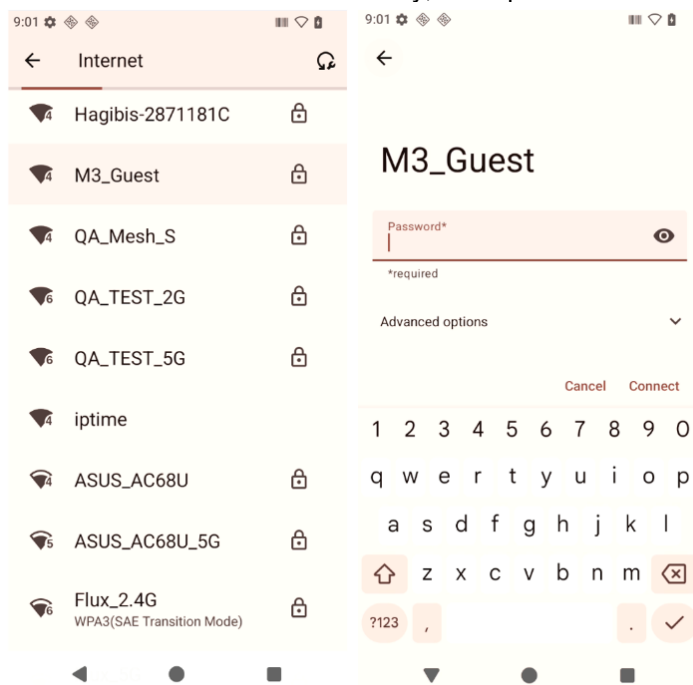 9:01
Internet
Hagibis-2871181C
M3_Guest
QA_Mesh_S
QA_TEST_2G
QA_TEST_5G
iptime
ASUS_AC68U
ASUS_AC68U_5G
Flux_2.4G
WPA3(SAE Transition Mode)
9:01
M3_Guest
Password*
*required
Advanced options
Cancel Connect
1 2 3 4 5 6 7 8 9 0
q w e r t y u i o p
a s d f g h j k l
z x c v b n m
?123 , .